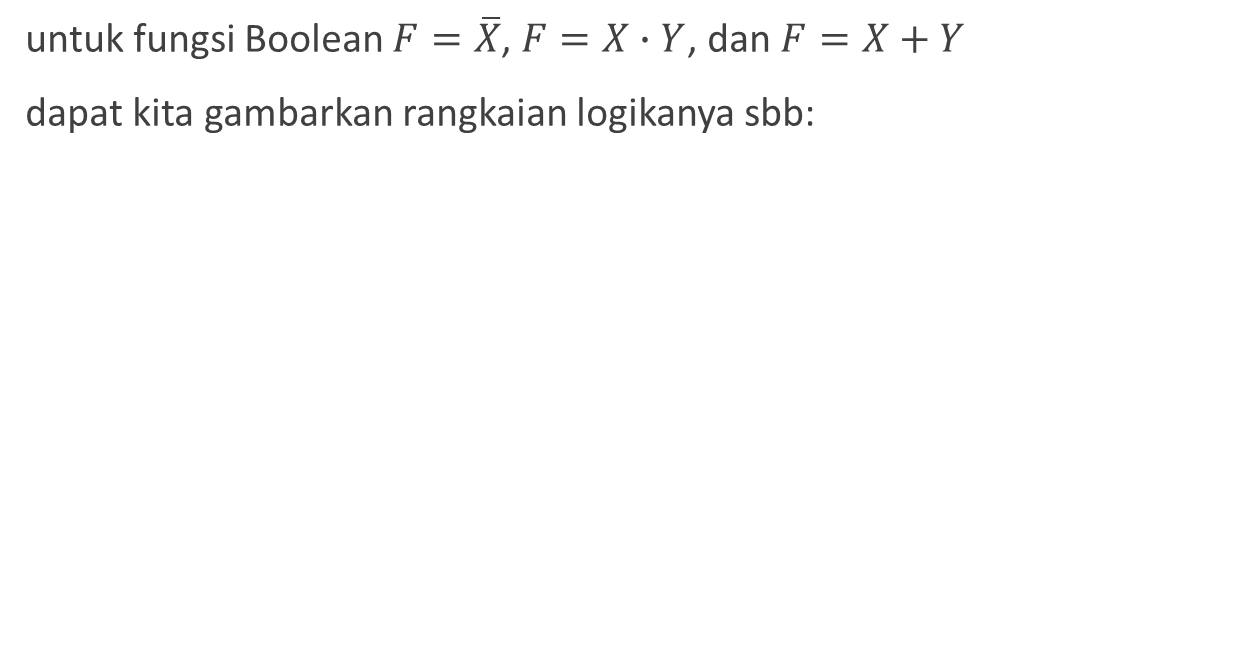 untuk fungsi Boolean F = X̅, F = X · Y, dan F = X + Y
dapat kita gambarkan rangkaian logikanya sbb: